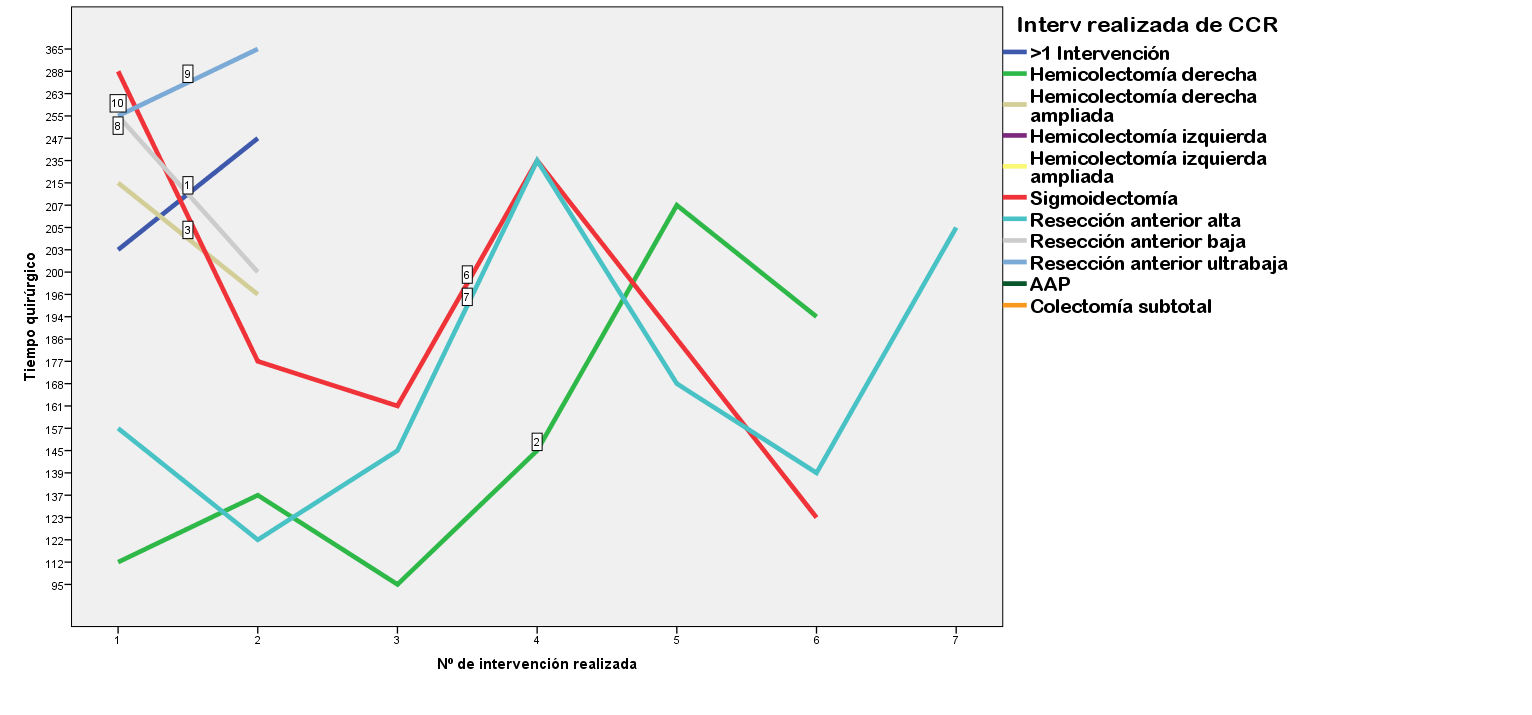 Interv realizada de CCR
>1 Intervención
Hemicolectomía derecha
Hemicolectomía derecha
ampliada
Hemicolectomía izquierda
Hemicolectomía izquierda
ampliada
Sigmoidectomía
Resección anterior alta
Resección anterior baja
Resección anterior ultrabaja
AAP
Colectomía subtotal
Tiempo quirúrgico
365
288
263
255
247
235
215
207
205
203
200
196
194
186
177
168
161
157
145
139
137
123
122
112
95
9
10
8
1
3
6
7
2
1 2 3 4 5 6 7
Nº de intervención realizada